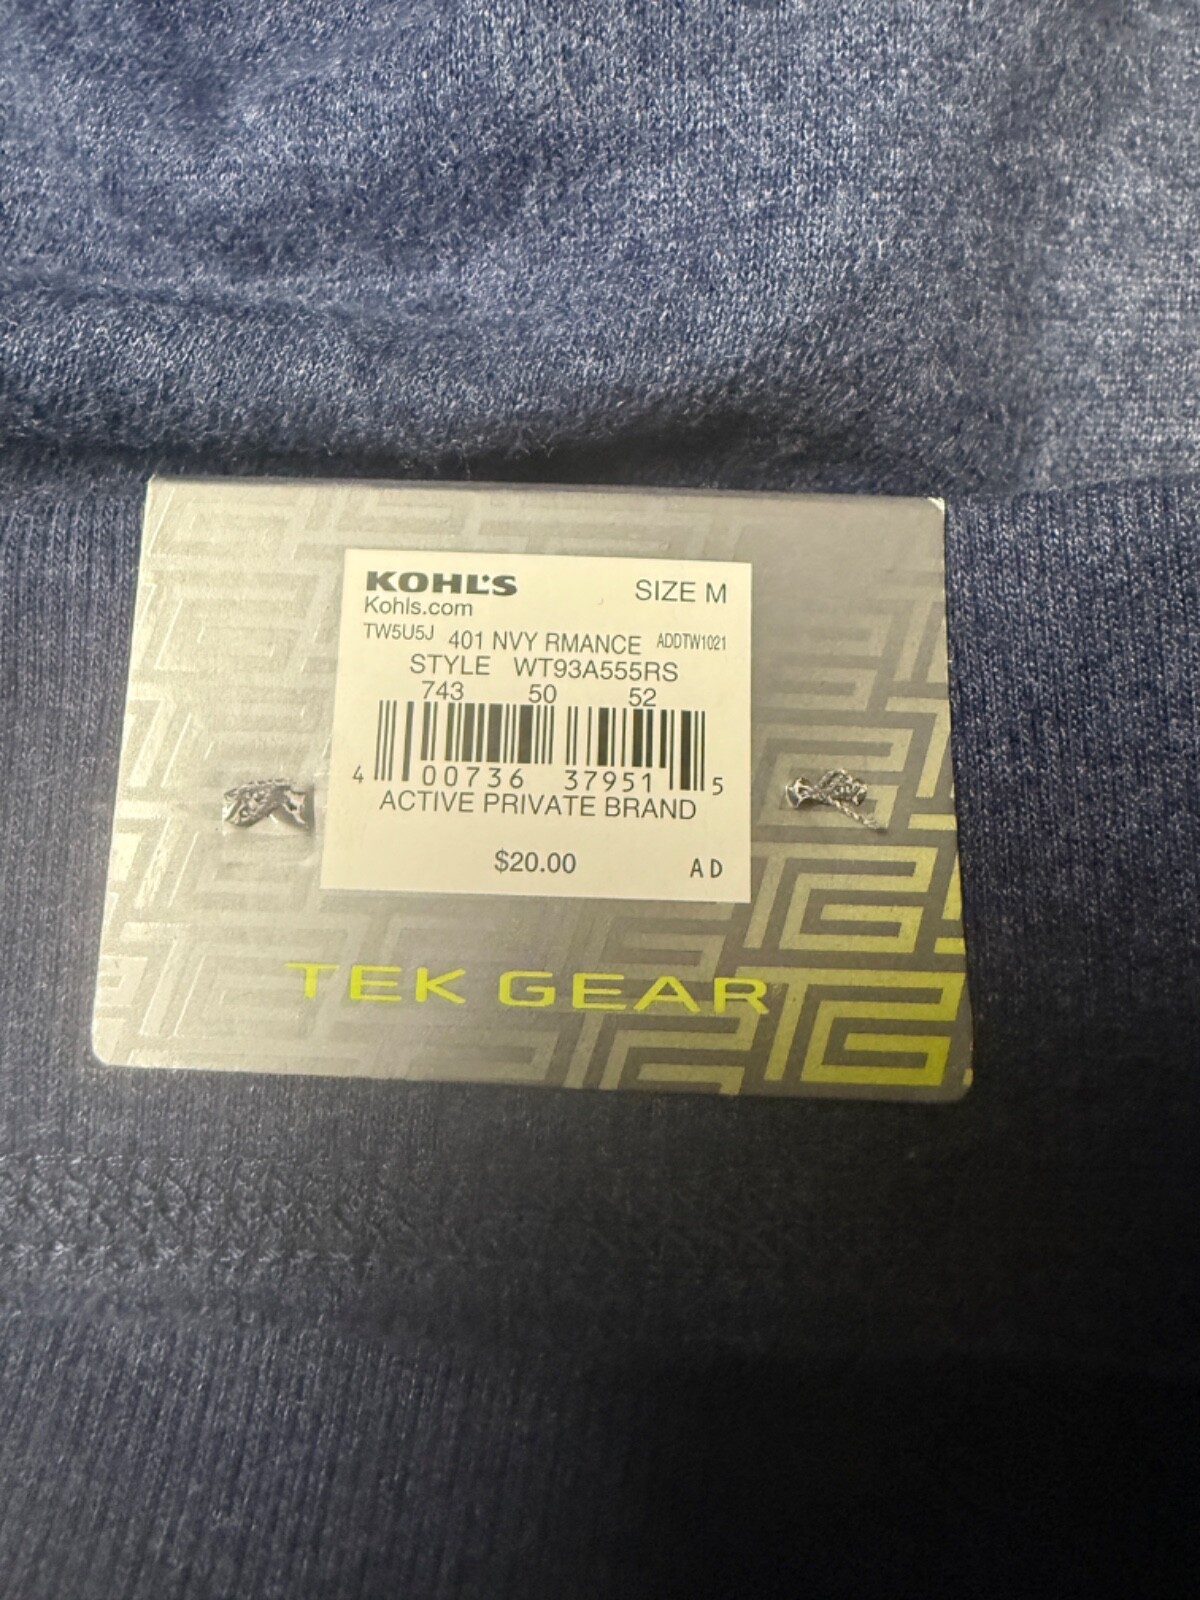 KOHL'S SIZE M
Kohls.com
TW5U5J 401 NVY RMANCE ADDTW1021
STYLE WT93A555RS
743 50 52
4 00736 37951 5
ACTIVE PRIVATE BRAND
$20.00 A D
TEK GEAR